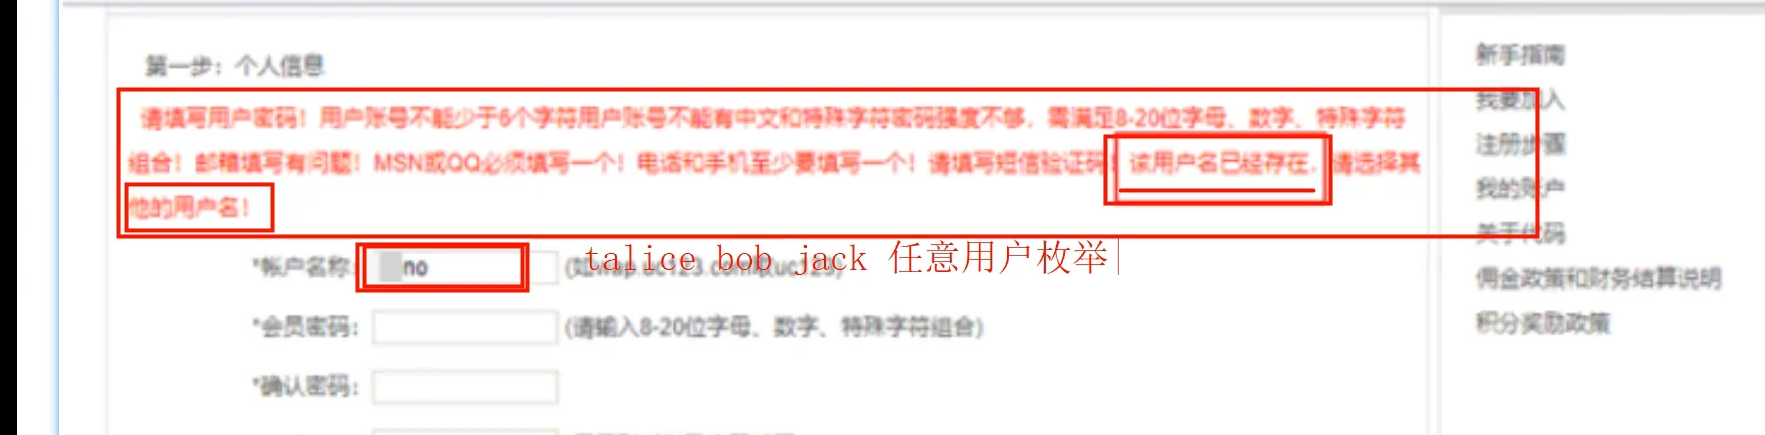 第一步：个人信息
请填写用户密码！用户账号不能少于6个字符用户账号不能有中文和特殊字符密码强度不够，需满足8-20位字母、数字、特殊字符
组合！邮箱填写有问题！MSN或QQ必须填写一个！电话和手机至少要填写一个！请填写短信验证码！该用户名已经存在，请选择其
他的用户名！
*帐户名称： no
talice bob jack 任意用户枚举
*会员密码： (请输入8-20位字母、数字、特殊字符组合)
*确认密码：
新手指南
我要加入
注册步骤
我的账户
关于代码
佣金政策和财务结算说明
积分奖励政策